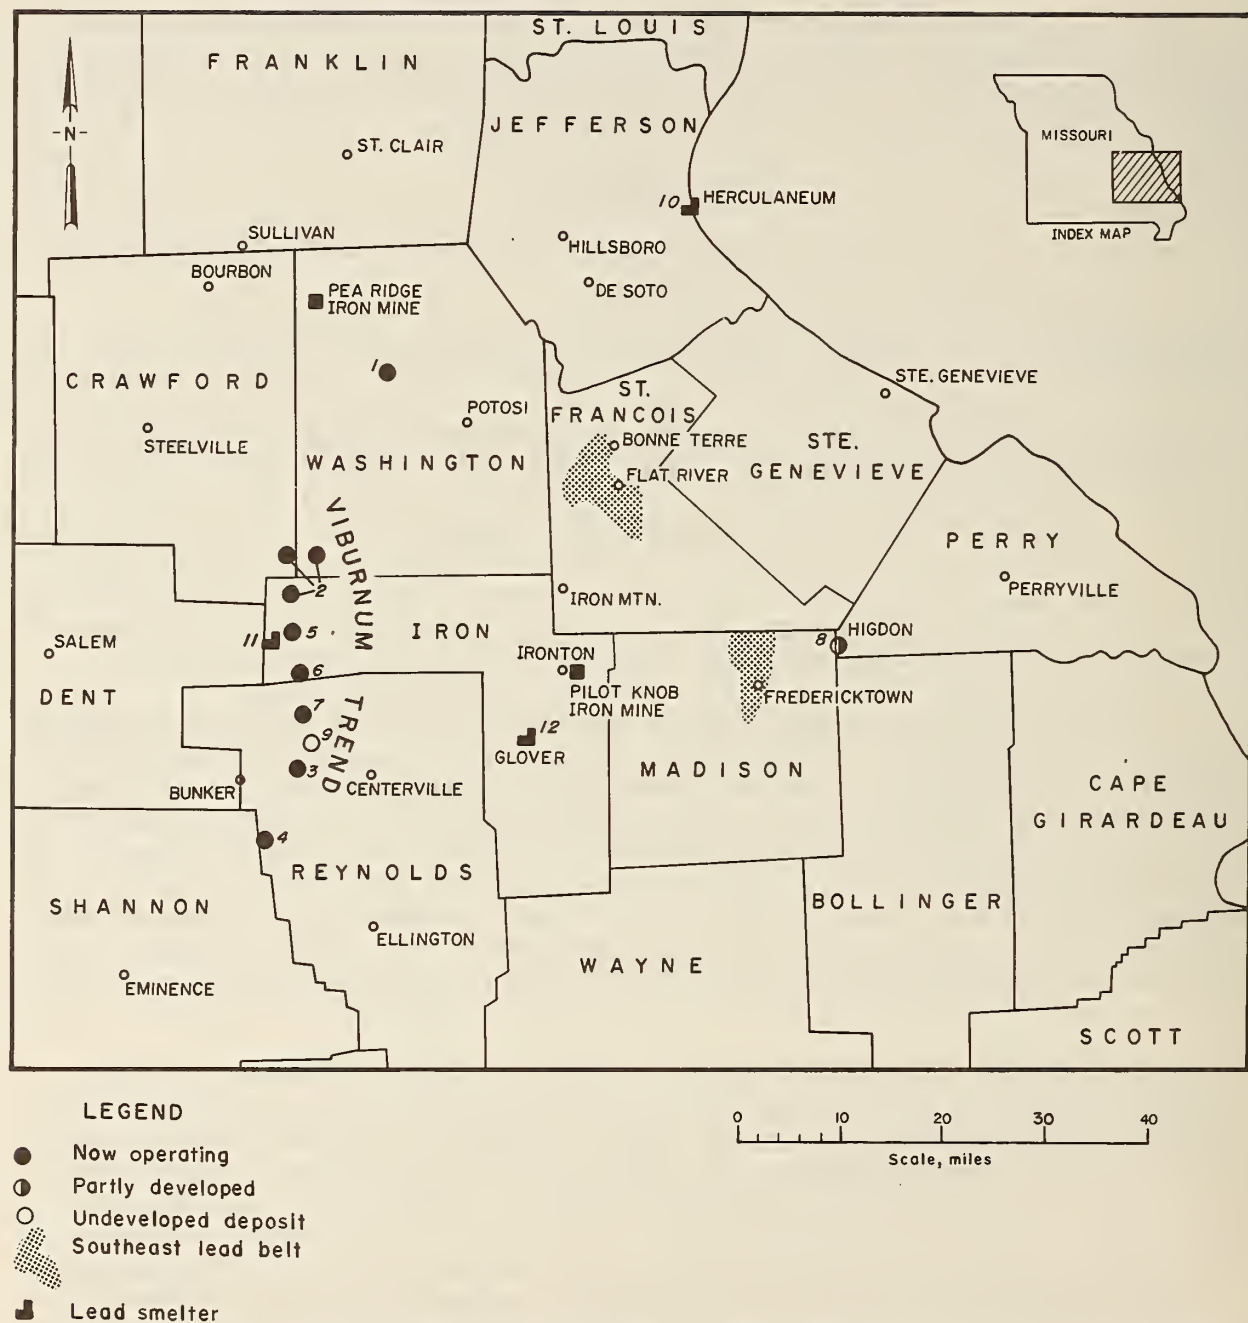 ST. LOUIS
FRANKLIN
-N-
JEFFERSON
ST. CLAIR
MISSOURI
INDEX MAP
10
HERCULANEUM
SULLIVAN
HILLSBORO
BOURBON
DE SOTO
PEA RIDGE
IRON MINE
1
CRAWFORD
STE. GENEVIEVE
ST.
FRANCOIS
POTOSI
STEELVILLE
BONNE TERRE
STE.
GENEVIEVE
WASHINGTON
FLAT RIVER
VIBURNUM
TREND
PERRY
2
IRON MTN.
PERRYVILLE
5
IRON
11
8
HIGDON
SALEM
6
IRONTON
DENT
PILOT KNOB
IRON MINE
FREDERICKTOWN
7
9
12
GLOVER
3
CENTERVILLE
MADISON
BUNKER
CAPE
GIRARDEAU
4
REYNOLDS
SHANNON
BOLLINGER
ELLINGTON
WAYNE
EMINENCE
SCOTT
LEGEND
Now operating
Partly developed
Undeveloped deposit
Southeast lead belt
Lead smelter
0 10 20 30 40
Scale, miles